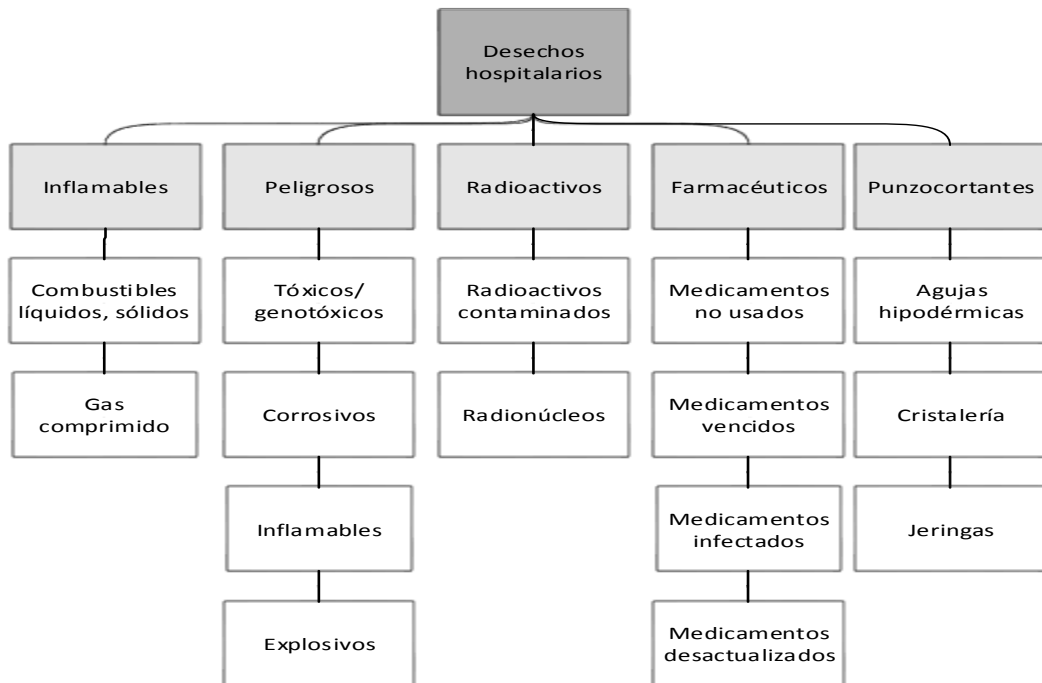 Desechos
hospitalarios
Inflamables
Peligrosos
Radioactivos
Farmacéuticos
Punzocortantes
Combustibles
líquidos, sólidos
Tóxicos/
genotóxicos
Radioactivos
contaminados
Medicamentos
no usados
Agujas
hipodérmicas
Gas
comprimido
Corrosivos
Radionúcleos
Medicamentos
vencidos
Cristalería
Inflamables
Medicamentos
infectados
Jeringas
Explosivos
Medicamentos
desactualizados